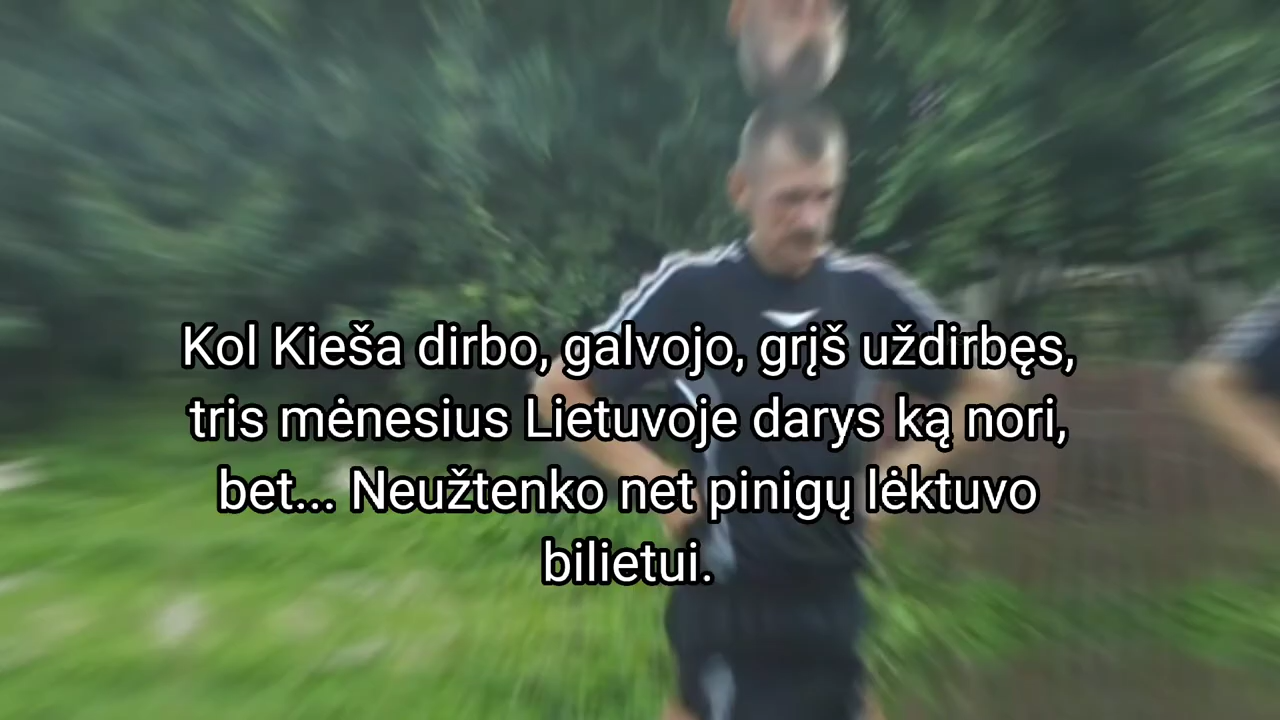 Kol Kieša dirbo, galvojo, grįš uždirbęs,
tris mėnesius Lietuvoje darys ką nori,
bet... Neužtenko net pinigų lėktuvo
bilietui.